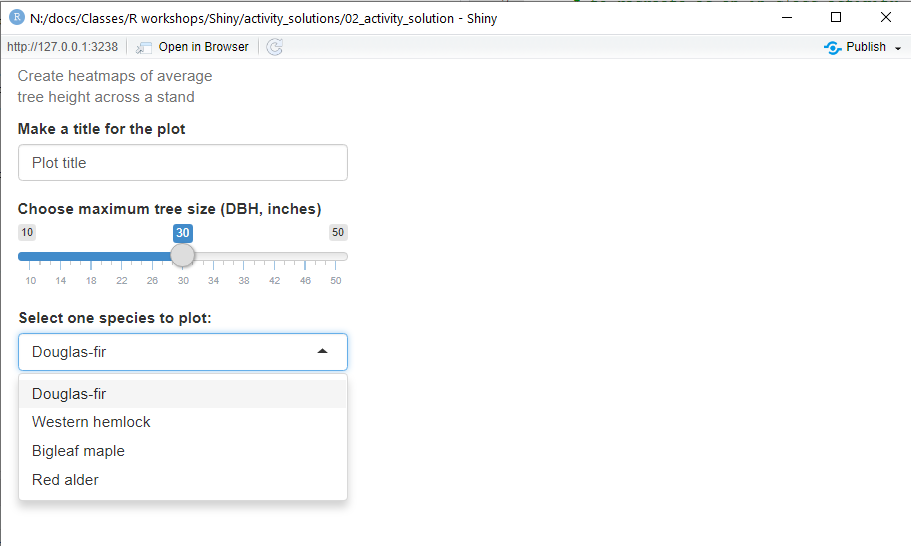 N:/docs/Classes/R workshops/Shiny/activity_solutions/02_activity_solution - Shiny
http://127.0.0.1:3238 Open in Browser Publish
Create heatmaps of average
tree height across a stand
Make a title for the plot
Plot title
Choose maximum tree size (DBH, inches)
10 30 50
10 14 18 22 26 30 34 38 42 46 50
Select one species to plot:
Douglas-fir
Douglas-fir
Western hemlock
Bigleaf maple
Red alder